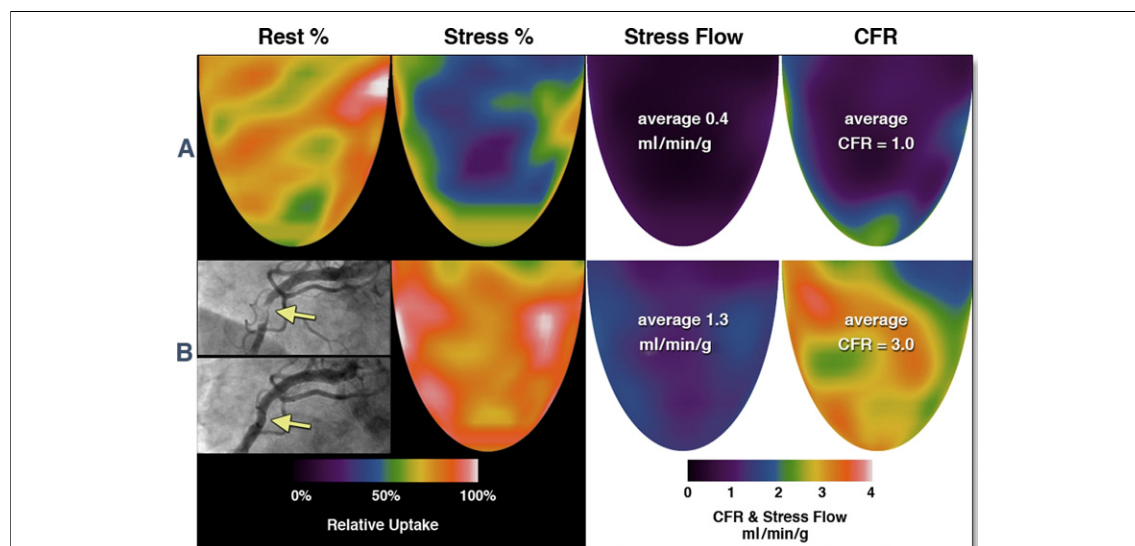 Rest %
Stress %
Stress Flow
CFR
A
average 0.4
ml/min/g
average
CFR = 1.0
B
average 1.3
ml/min/g
average
CFR = 3.0
0%
50%
100%
Relative Uptake
0
1
2
3
4
CFR & Stress Flow
ml/min/g